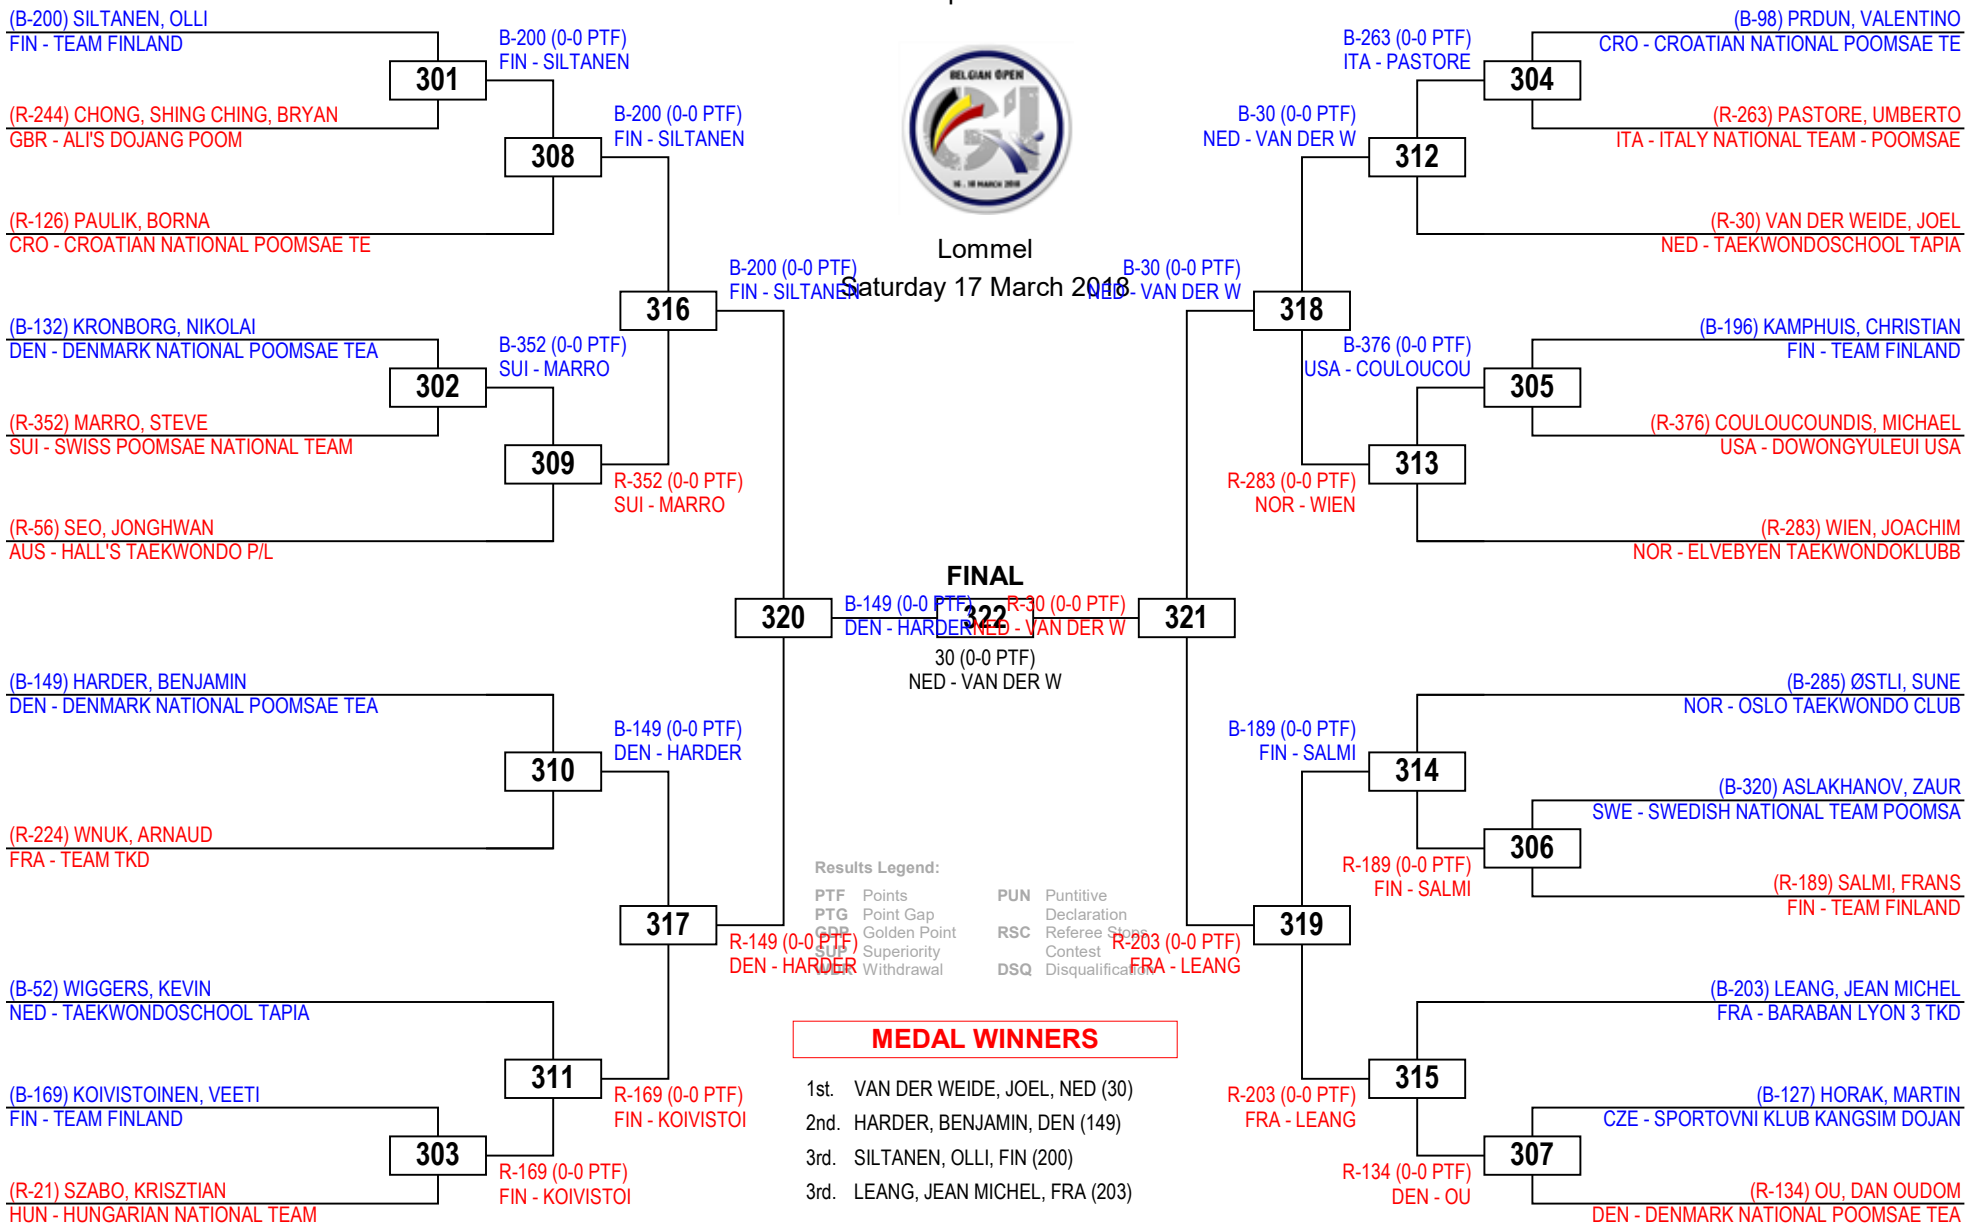 (B-200) SILTANEN, OLLI
FIN - TEAM FINLAND
301
(R-244) CHONG, SHING CHING, BRYAN
GBR - ALI'S DOJANG POOM
B-200 (0-0 PTF)
FIN - SILTANEN
308
(R-126) PAULIK, BORNA
CRO - CROATIAN NATIONAL POOMSAE TE
B-200 (0-0 PTF)
FIN - SILTANEN
316
(B-132) KRONBORG, NIKOLAI
DEN - DENMARK NATIONAL POOMSAE TEA
302
(R-352) MARRO, STEVE
SUI - SWISS POOMSAE NATIONAL TEAM
B-352 (0-0 PTF)
SUI - MARRO
309
(R-56) SEO, JONGHWAN
AUS - HALL'S TAEKWONDO P/L
R-352 (0-0 PTF)
SUI - MARRO
B-200 (0-0 PTF)
FIN - SILTANEN
320
(B-149) HARDER, BENJAMIN
DEN - DENMARK NATIONAL POOMSAE TEA
310
(R-224) WNUK, ARNAUD
FRA - TEAM TKD
B-149 (0-0 PTF)
DEN - HARDER
317
(B-52) WIGGERS, KEVIN
NED - TAEKWONDOSCHOOL TAPIA
311
(B-169) KOIVISTOINEN, VEETI
FIN - TEAM FINLAND
303
(R-21) SZABO, KRISZTIAN
HUN - HUNGARIAN NATIONAL TEAM
R-169 (0-0 PTF)
FIN - KOIVISTOI
R-169 (0-0 PTF)
FIN - KOIVISTOI
R-149 (0-0 PTF)
DEN - HARDER
BELGIAN OPEN
G1
16 - 18 MARCH 2018
Lommel
Saturday 17 March 2018
FINAL
B-149 (0-0 PTF)
DEN - HARDER
322
R-30 (0-0 PTF)
NED - VAN DER W
30 (0-0 PTF)
NED - VAN DER W
Results Legend:
PTF Points
PTG Point Gap
GDP Golden Point
SUP Superiority
WDR Withdrawal
PUN Puntitive Declaration
RSC Referee Stops Contest
DSQ Disqualification
MEDAL WINNERS
1st. VAN DER WEIDE, JOEL, NED (30)
2nd. HARDER, BENJAMIN, DEN (149)
3rd. SILTANEN, OLLI, FIN (200)
3rd. LEANG, JEAN MICHEL, FRA (203)
(B-98) PRDUN, VALENTINO
CRO - CROATIAN NATIONAL POOMSAE TE
304
(R-263) PASTORE, UMBERTO
ITA - ITALY NATIONAL TEAM - POOMSAE
B-263 (0-0 PTF)
ITA - PASTORE
312
(R-30) VAN DER WEIDE, JOEL
NED - TAEKWONDOSCHOOL TAPIA
B-30 (0-0 PTF)
NED - VAN DER W
318
B-30 (0-0 PTF)
NED - VAN DER W
(B-196) KAMPHUIS, CHRISTIAN
FIN - TEAM FINLAND
305
(R-376) COULOUCOUNDIS, MICHAEL
USA - DOWONGYULEUI USA
B-376 (0-0 PTF)
USA - COULOUCOU
313
(R-283) WIEN, JOACHIM
NOR - ELVEBYEN TAEKWONDOKLUBB
R-283 (0-0 PTF)
NOR - WIEN
321
(B-285) ØSTLI, SUNE
NOR - OSLO TAEKWONDO CLUB
314
B-189 (0-0 PTF)
FIN - SALMI
(B-320) ASLAKHANOV, ZAUR
SWE - SWEDISH NATIONAL TEAM POOMSA
306
(R-189) SALMI, FRANS
FIN - TEAM FINLAND
R-189 (0-0 PTF)
FIN - SALMI
319
R-203 (0-0 PTF)
FRA - LEANG
(B-203) LEANG, JEAN MICHEL
FRA - BARABAN LYON 3 TKD
315
R-203 (0-0 PTF)
FRA - LEANG
(B-127) HORAK, MARTIN
CZE - SPORTOVNI KLUB KANGSIM DOJAN
307
(R-134) OU, DAN OUDOM
DEN - DENMARK NATIONAL POOMSAE TEA
R-134 (0-0 PTF)
DEN - OU